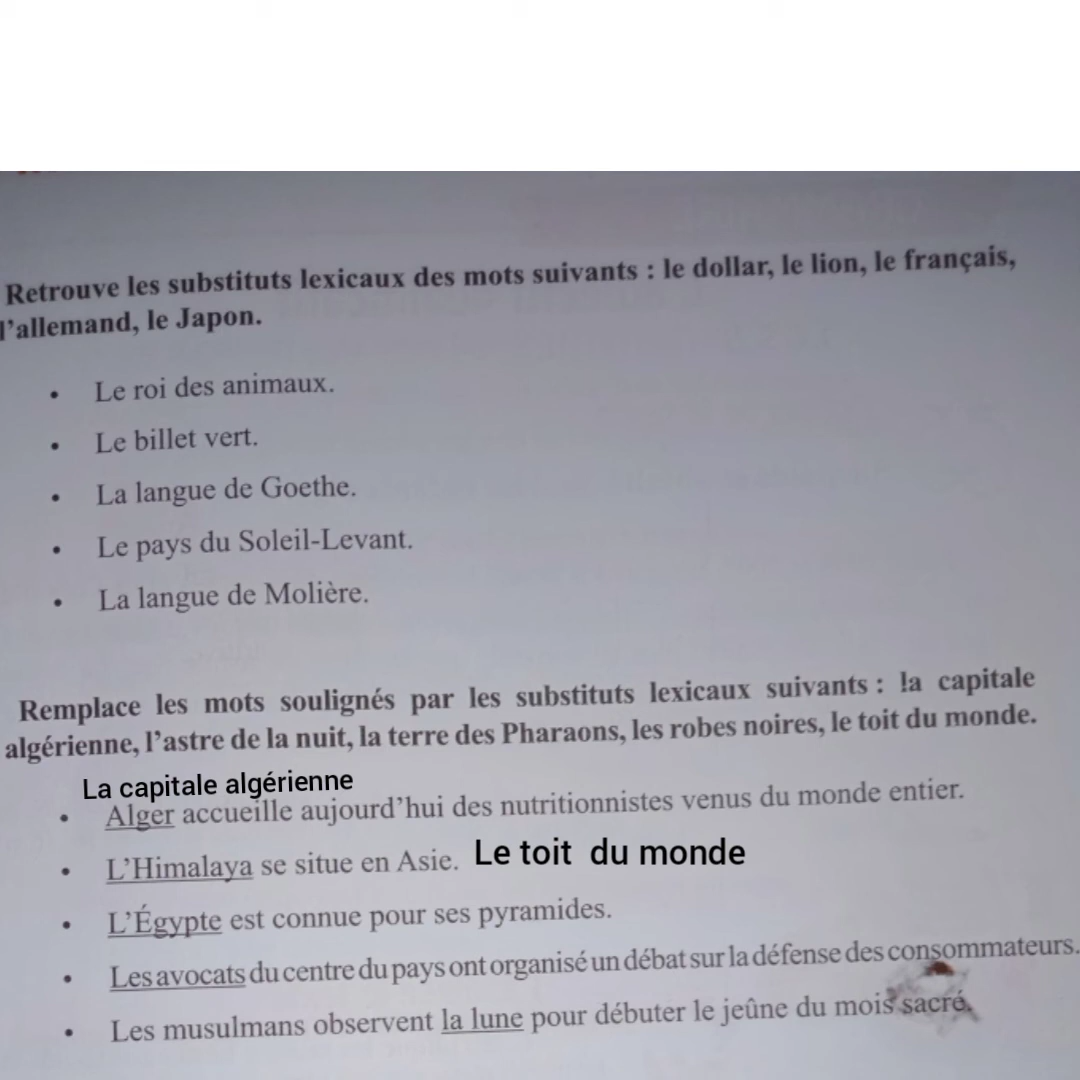 Retrouve les substituts lexicaux des mots suivants : le dollar, le lion, le français,
l'allemand, le Japon.
• Le roi des animaux.
• Le billet vert.
• La langue de Goethe.
• Le pays du Soleil-Levant.
• La langue de Molière.
Remplace les mots soulignés par les substituts lexicaux suivants : la capitale
algérienne, l'astre de la nuit, la terre des Pharaons, les robes noires, le toit du monde.
La capitale algérienne
• Alger accueille aujourd'hui des nutritionnistes venus du monde entier.
• L'Himalaya se situe en Asie. Le toit du monde
• L'Égypte est connue pour ses pyramides.
• Les avocats du centre du pays ont organisé un débat sur la défense des consommateurs.
• Les musulmans observent la lune pour débuter le jeûne du mois sacré.